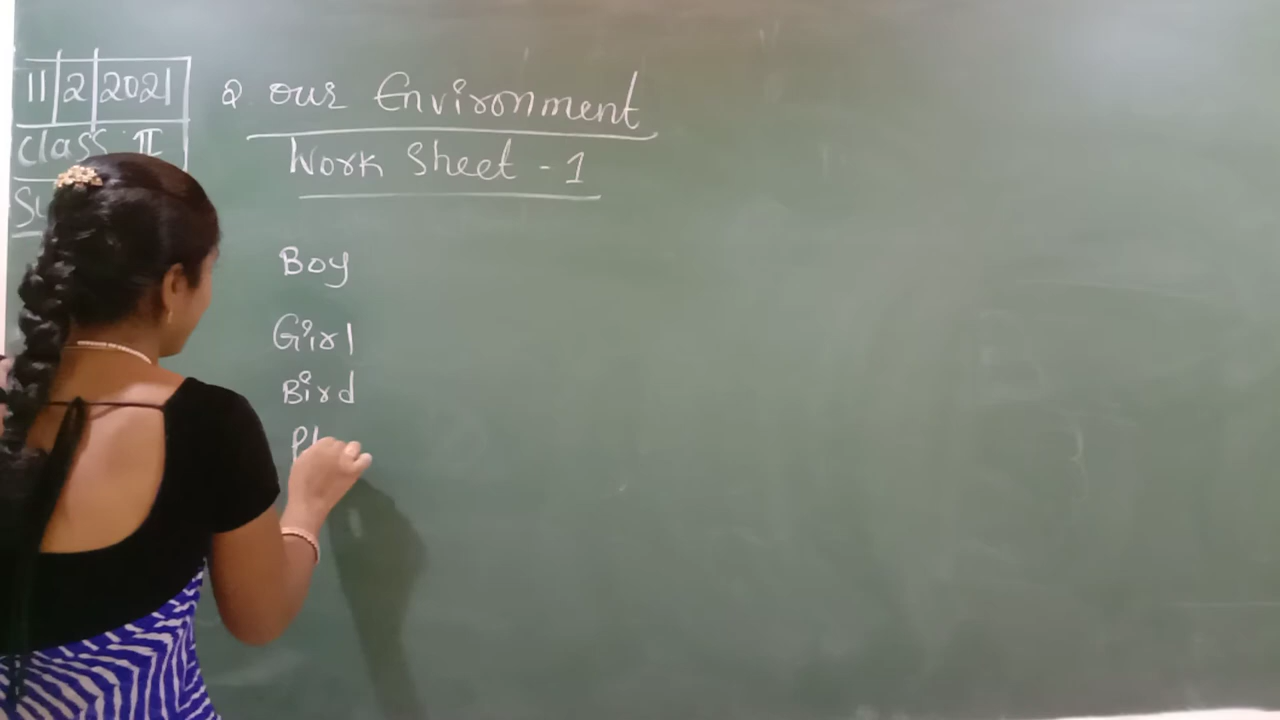 11 2 2021
class II
2 our Environment
Work Sheet - 1
Boy
Girl
Bird